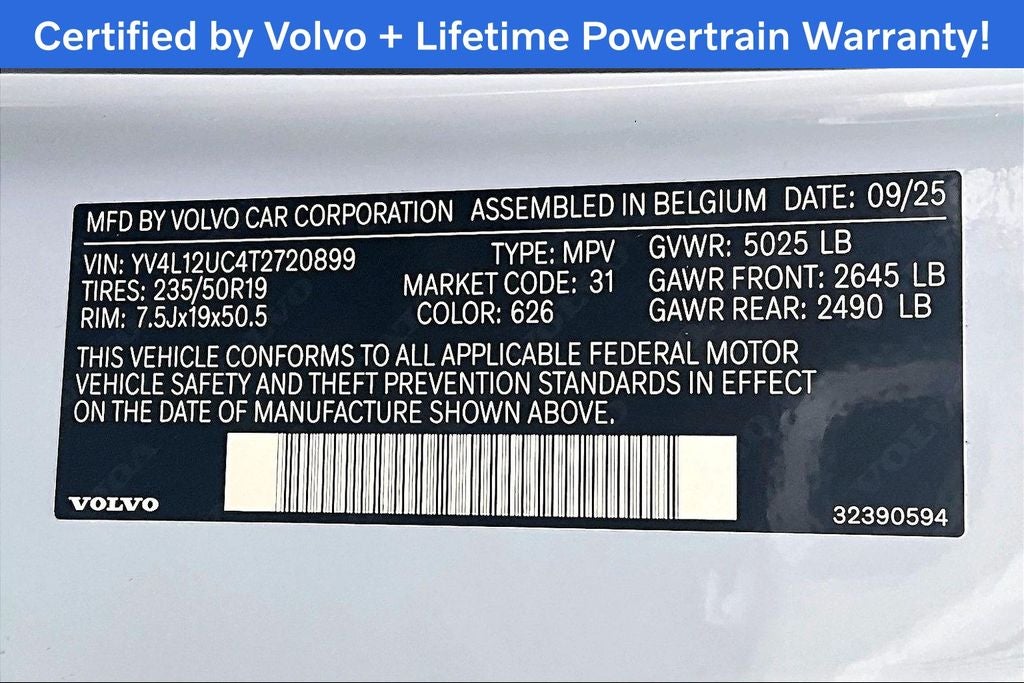 Certified by Volvo + Lifetime Powertrain Warranty!
MFD BY VOLVO CAR CORPORATION ASSEMBLED IN BELGIUM DATE: 09/25
VIN: YV4L12UC4T2720899 TYPE: MPV GVWR: 5025 LB
TIRES: 235/50R19 MARKET CODE: 31 GAWR FRONT: 2645 LB
RIM: 7.5Jx19x50.5 COLOR: 626 GAWR REAR: 2490 LB
THIS VEHICLE CONFORMS TO ALL APPLICABLE FEDERAL MOTOR
VEHICLE SAFETY AND THEFT PREVENTION STANDARDS IN EFFECT
ON THE DATE OF MANUFACTURE SHOWN ABOVE.
VOLVO 32390594